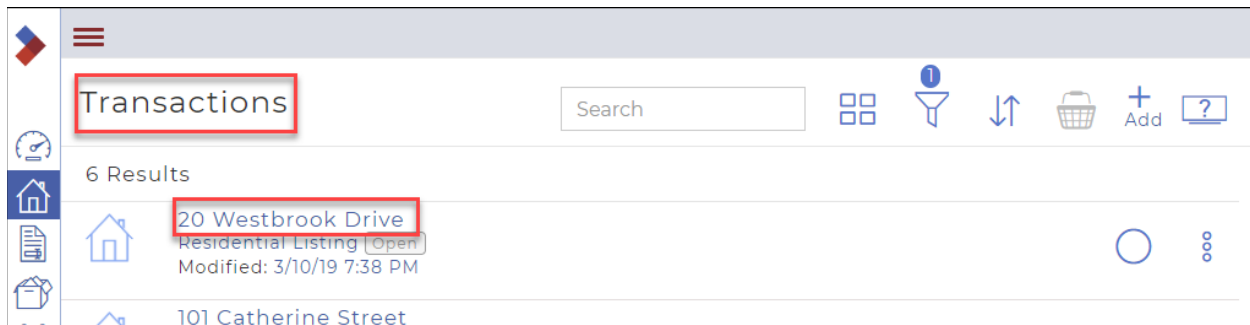 Transactions
Search
1
Add
?
6 Results
20 Westbrook Drive
Residential Listing Open
Modified: 3/10/19 7:38 PM
101 Catherine Street